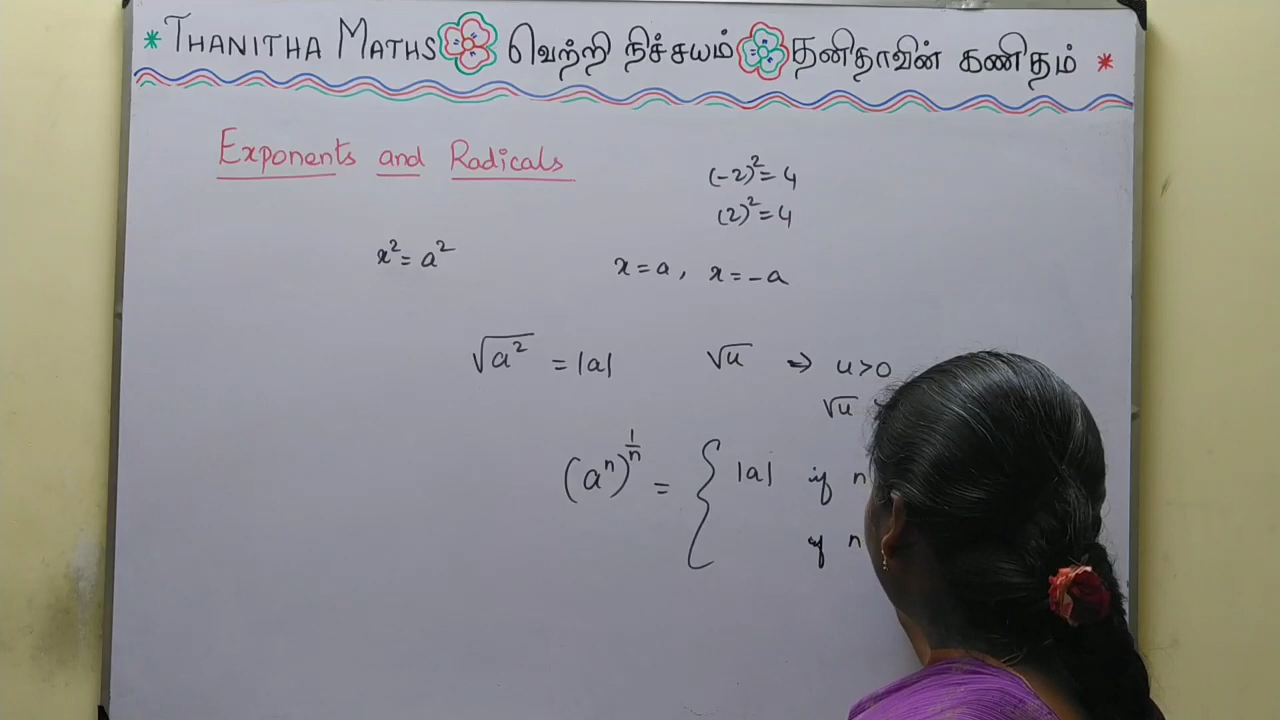 * THANITHA MATHS வெற்றி நிச்சயம் தனிதாவின் கணிதம் *
Exponents and Radicals
(-2)² = 4
(2)² = 4
x² = a² x = a, x = -a
√a² = |a| √u ⇒ u>0
√u
(aⁿ)^(1/n) = { |a| if n
if n